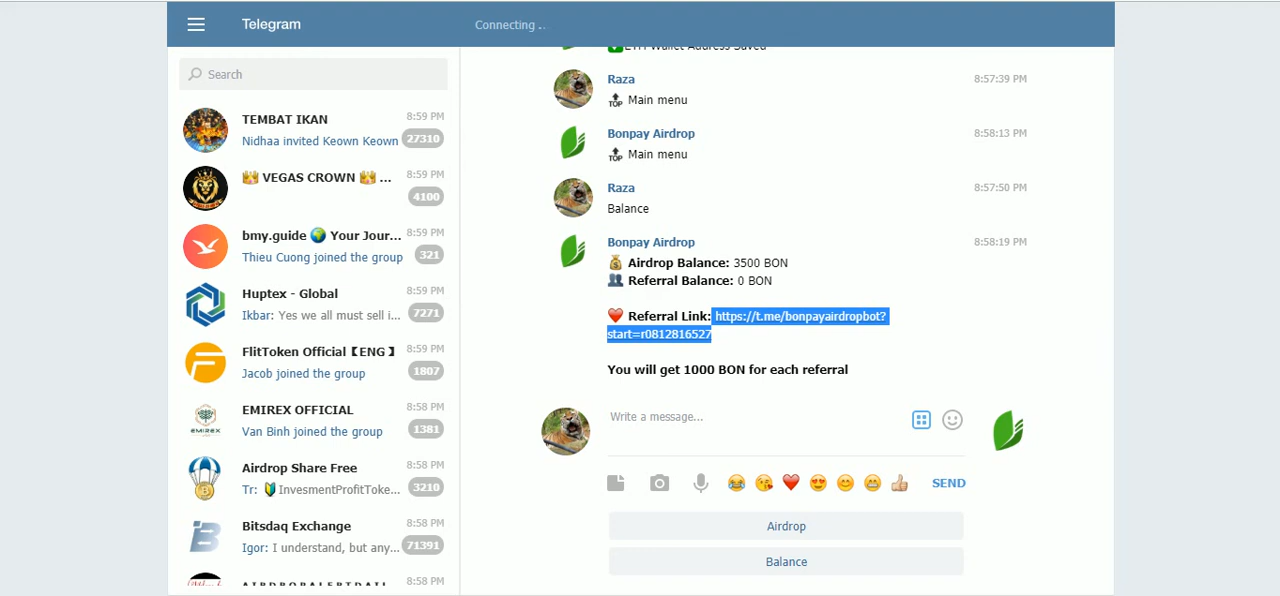 Telegram
Connecting ..
Search
TEMBAT IKAN 8:59 PM
Nidhaa invited Keown Keown 27310
👑 VEGAS CROWN 👑 ... 8:59 PM
4100
bmy.guide 🌍 Your Jour... 8:59 PM
Thieu Cuong joined the group 321
Huptex - Global 8:59 PM
Ikbar: Yes we all must sell i... 7271
FlitToken Official【ENG】 8:59 PM
Jacob joined the group 1807
EMIREX OFFICIAL 8:58 PM
EMIREX
Van Binh joined the group 1381
Airdrop Share Free 8:58 PM
Tr: 🔰InvesmentProfitToke... 3210
Bitsdaq Exchange 8:58 PM
Igor: I understand, but any... 71391
8:58 PM
ETH Wallet Address Saved
Raza 8:57:39 PM
🔝 Main menu
Bonpay Airdrop 8:58:13 PM
🔝 Main menu
Raza 8:57:50 PM
Balance
Bonpay Airdrop 8:58:19 PM
💰 Airdrop Balance: 3500 BON
👥 Referral Balance: 0 BON
❤️ Referral Link: https://t.me/bonpayairdropbot?
start=r0812816527
You will get 1000 BON for each referral
Write a message...
SEND
Airdrop
Balance